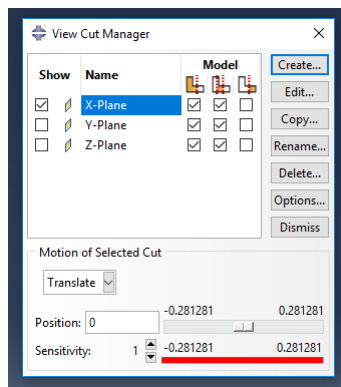 View Cut Manager
Show Name Model
X-Plane
Y-Plane
Z-Plane
Create...
Edit...
Copy...
Rename...
Delete...
Options...
Dismiss
Motion of Selected Cut
Translate
Position: 0 -0.281281 0.281281
Sensitivity: 1 -0.281281 0.281281